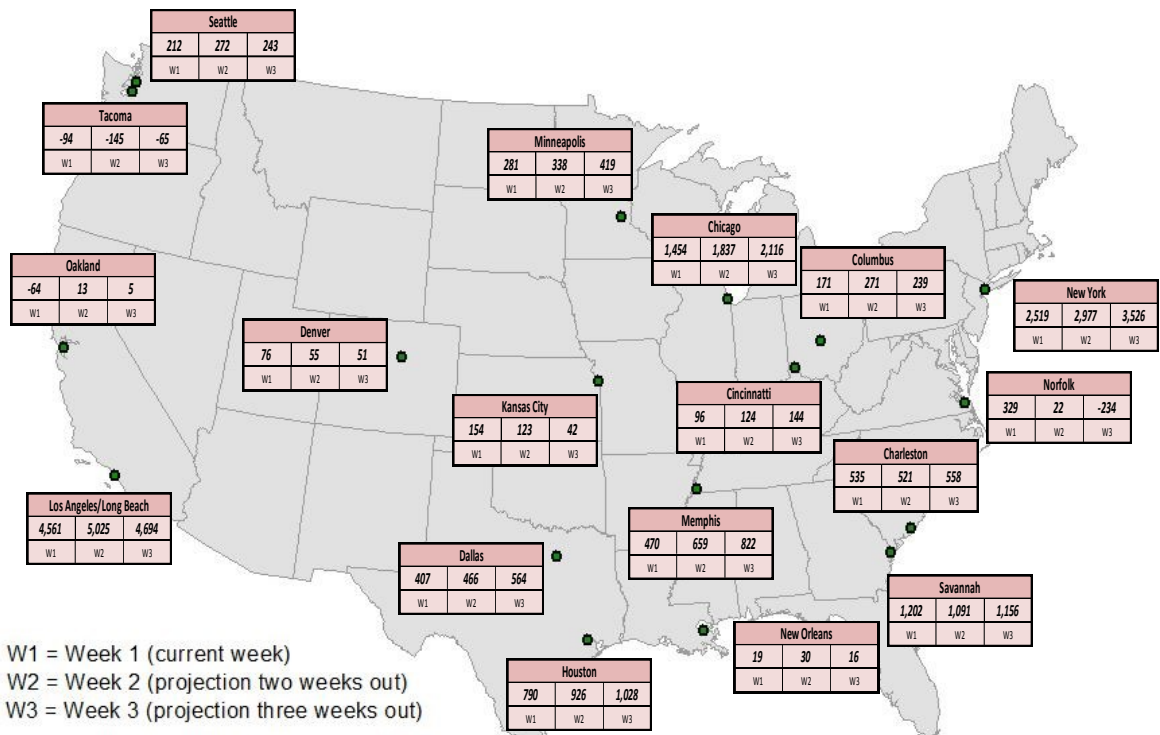 Seattle
212 272 243
W1 W2 W3
Tacoma
-94 -145 -65
W1 W2 W3
Minneapolis
281 338 419
W1 W2 W3
Chicago
1,454 1,837 2,116
W1 W2 W3
Columbus
171 271 239
W1 W2 W3
Oakland
-64 13 5
W1 W2 W3
New York
2,519 2,977 3,526
W1 W2 W3
Denver
76 55 51
W1 W2 W3
Kansas City
154 123 42
W1 W2 W3
Cincinnatti
96 124 144
W1 W2 W3
Norfolk
329 22 -234
W1 W2 W3
Charleston
535 521 558
W1 W2 W3
Los Angeles/Long Beach
4,561 5,025 4,694
W1 W2 W3
Memphis
470 659 822
W1 W2 W3
Dallas
407 466 564
W1 W2 W3
Savannah
1,202 1,091 1,156
W1 W2 W3
New Orleans
19 30 16
W1 W2 W3
Houston
790 926 1,028
W1 W2 W3
W1 = Week 1 (current week)
W2 = Week 2 (projection two weeks out)
W3 = Week 3 (projection three weeks out)